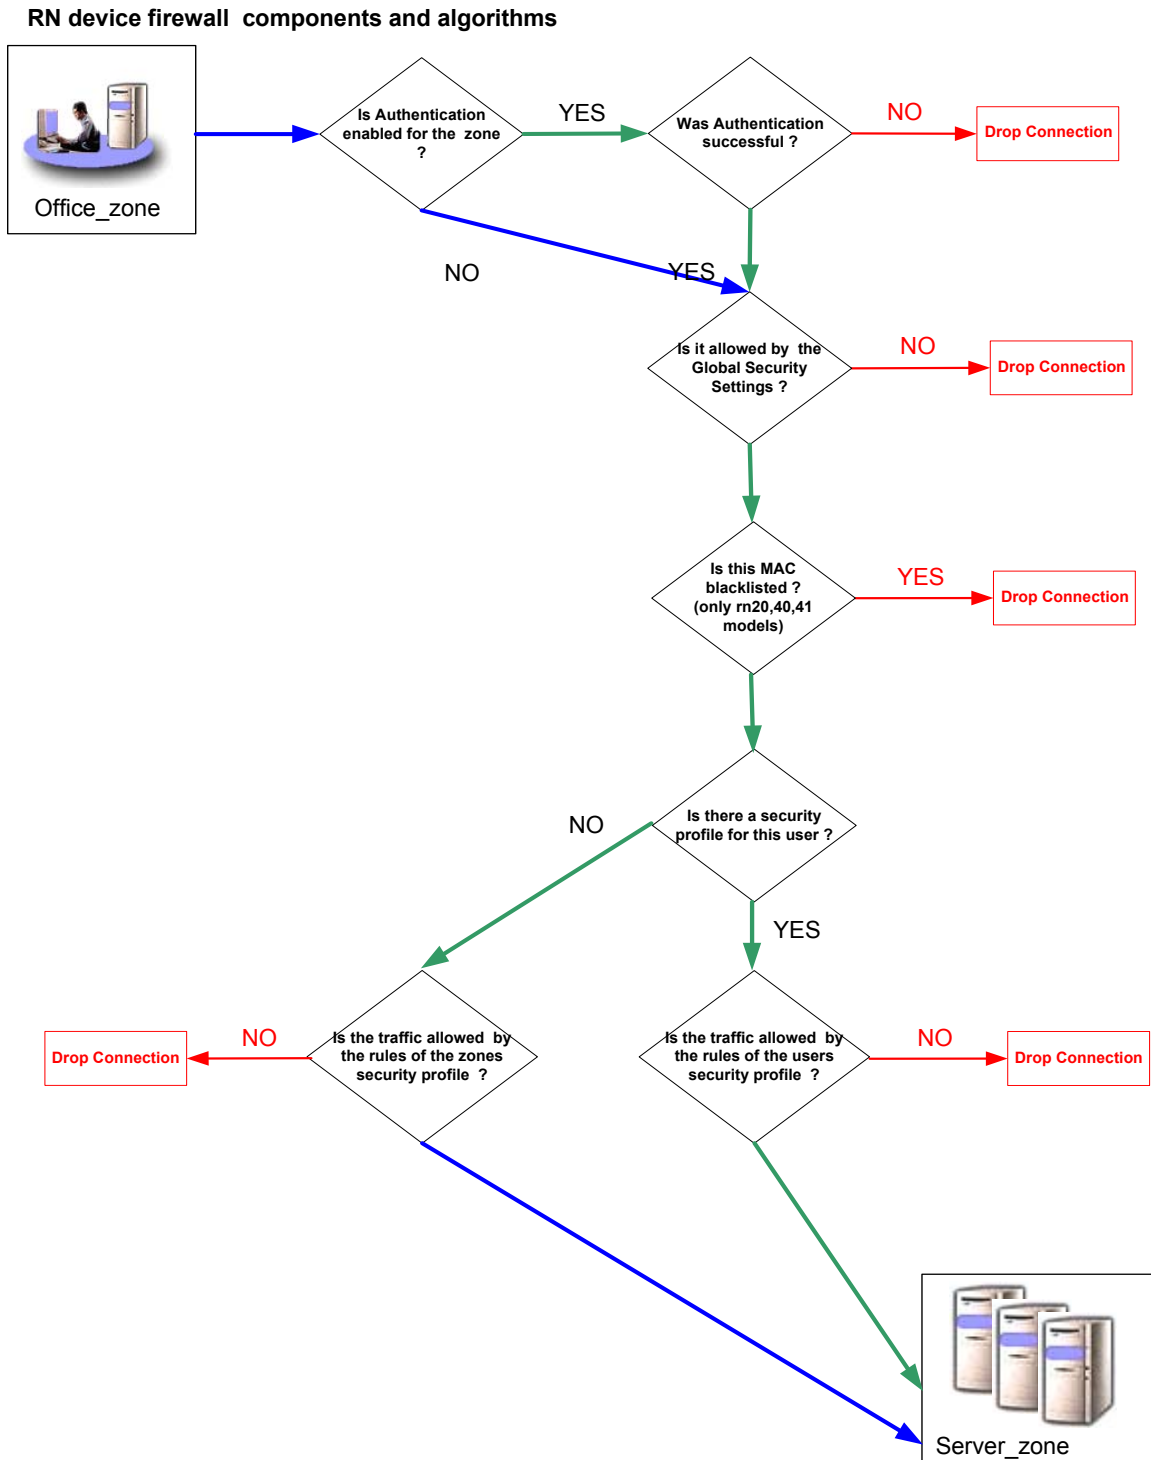 RN device firewall  components and algorithms
Office_zone
Is Authentication
enabled for the  zone
?
YES
Was Authentication
successful ?
NO
Drop Connection
NO
YES
Is it allowed by  the
Global Security
Settings ?
NO
Drop Connection
Is this MAC
blacklisted ?
(only rn20,40,41
models)
YES
Drop Connection
Is there a security
profile for this user ?
NO
YES
Is the traffic allowed  by
the rules of the zones
security profile  ?
NO
Drop Connection
Is the traffic allowed  by
the rules of the users
security profile  ?
NO
Drop Connection
Server_zone